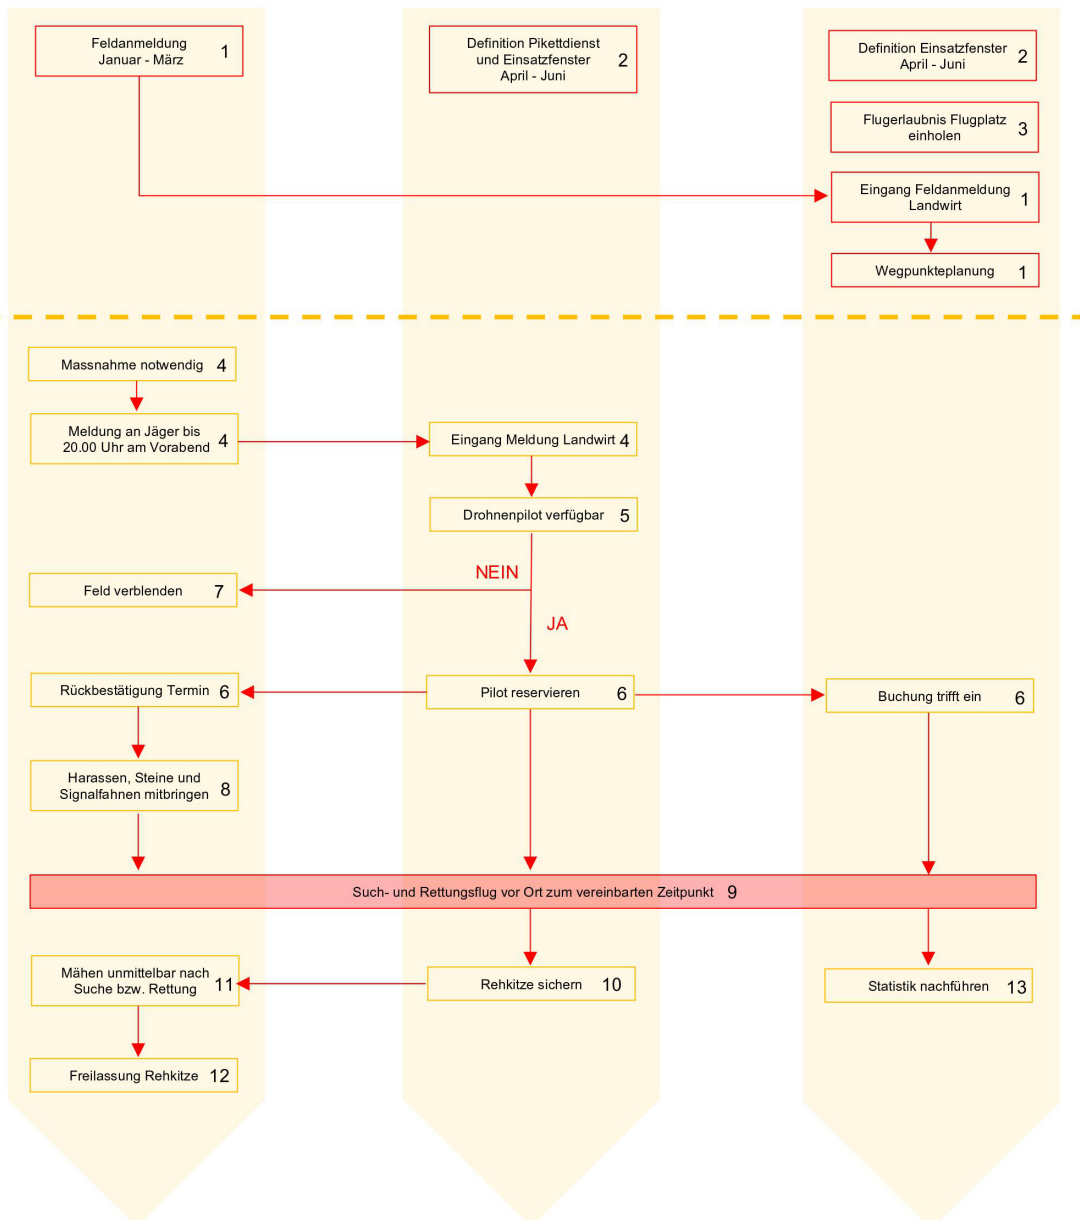 Feldanmeldung
Januar - März
1
Definition Pikettdienst
und Einsatzfenster
April - Juni
2
Definition Einsatzfenster
April - Juni
2
Flugerlaubnis Flugplatz
einholen
3
Eingang Feldanmeldung
Landwirt
1
Wegpunkteplanung
1
Massnahme notwendig
4
Meldung an Jäger bis
20.00 Uhr am Vorabend
4
Eingang Meldung Landwirt
4
Drohnenpilot verfügbar
5
NEIN
Feld verblenden
7
JA
Rückbestätigung Termin
6
Pilot reservieren
6
Buchung trifft ein
6
Harassen, Steine und
Signalfahnen mitbringen
8
Such- und Rettungsflug vor Ort zum vereinbarten Zeitpunkt
9
Mähen unmittelbar nach
Suche bzw. Rettung
11
Rehkitze sichern
10
Statistik nachführen
13
Freilassung Rehkitze
12